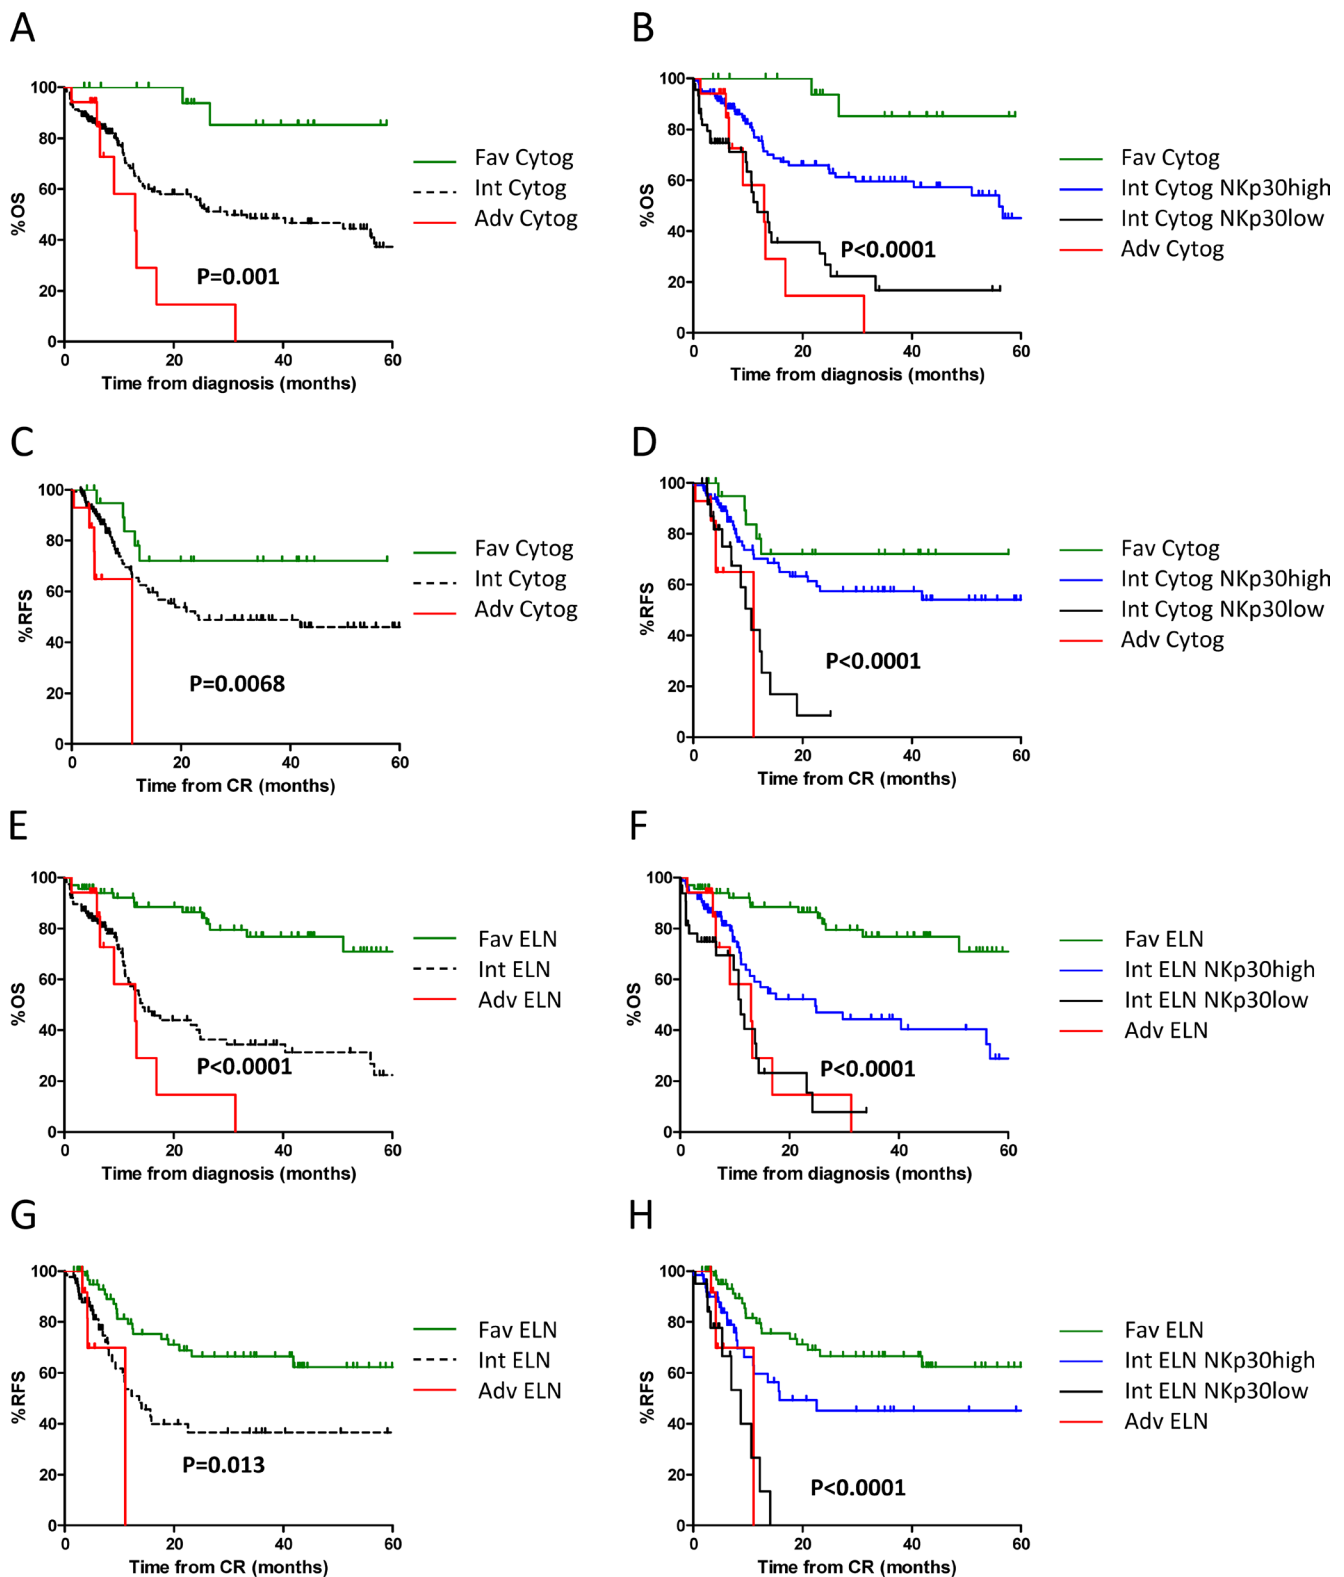 A
100
80
60
40
20
0
%OS
0 20 40 60
Time from diagnosis (months)
P=0.001
Fav Cytog
Int Cytog
Adv Cytog
B
100
80
60
40
20
0
%OS
0 20 40 60
Time from diagnosis (months)
P<0.0001
Fav Cytog
Int Cytog NKp30high
Int Cytog NKp30low
Adv Cytog
C
100
80
60
40
20
0
%RFS
0 20 40 60
Time from CR (months)
P=0.0068
Fav Cytog
Int Cytog
Adv Cytog
D
100
80
60
40
20
0
%RFS
0 20 40 60
Time from CR (months)
P<0.0001
Fav Cytog
Int Cytog NKp30high
Int Cytog NKp30low
Adv Cytog
E
100
80
60
40
20
0
%OS
0 20 40 60
Time from diagnosis (months)
P<0.0001
Fav ELN
Int ELN
Adv ELN
F
100
80
60
40
20
0
%OS
0 20 40 60
Time from diagnosis (months)
P<0.0001
Fav ELN
Int ELN NKp30high
Int ELN NKp30low
Adv ELN
G
100
80
60
40
20
0
%RFS
0 20 40 60
Time from CR (months)
P=0.013
Fav ELN
Int ELN
Adv ELN
H
100
80
60
40
20
0
%RFS
0 20 40 60
Time from CR (months)
P<0.0001
Fav ELN
Int ELN NKp30high
Int ELN NKp30low
Adv ELN